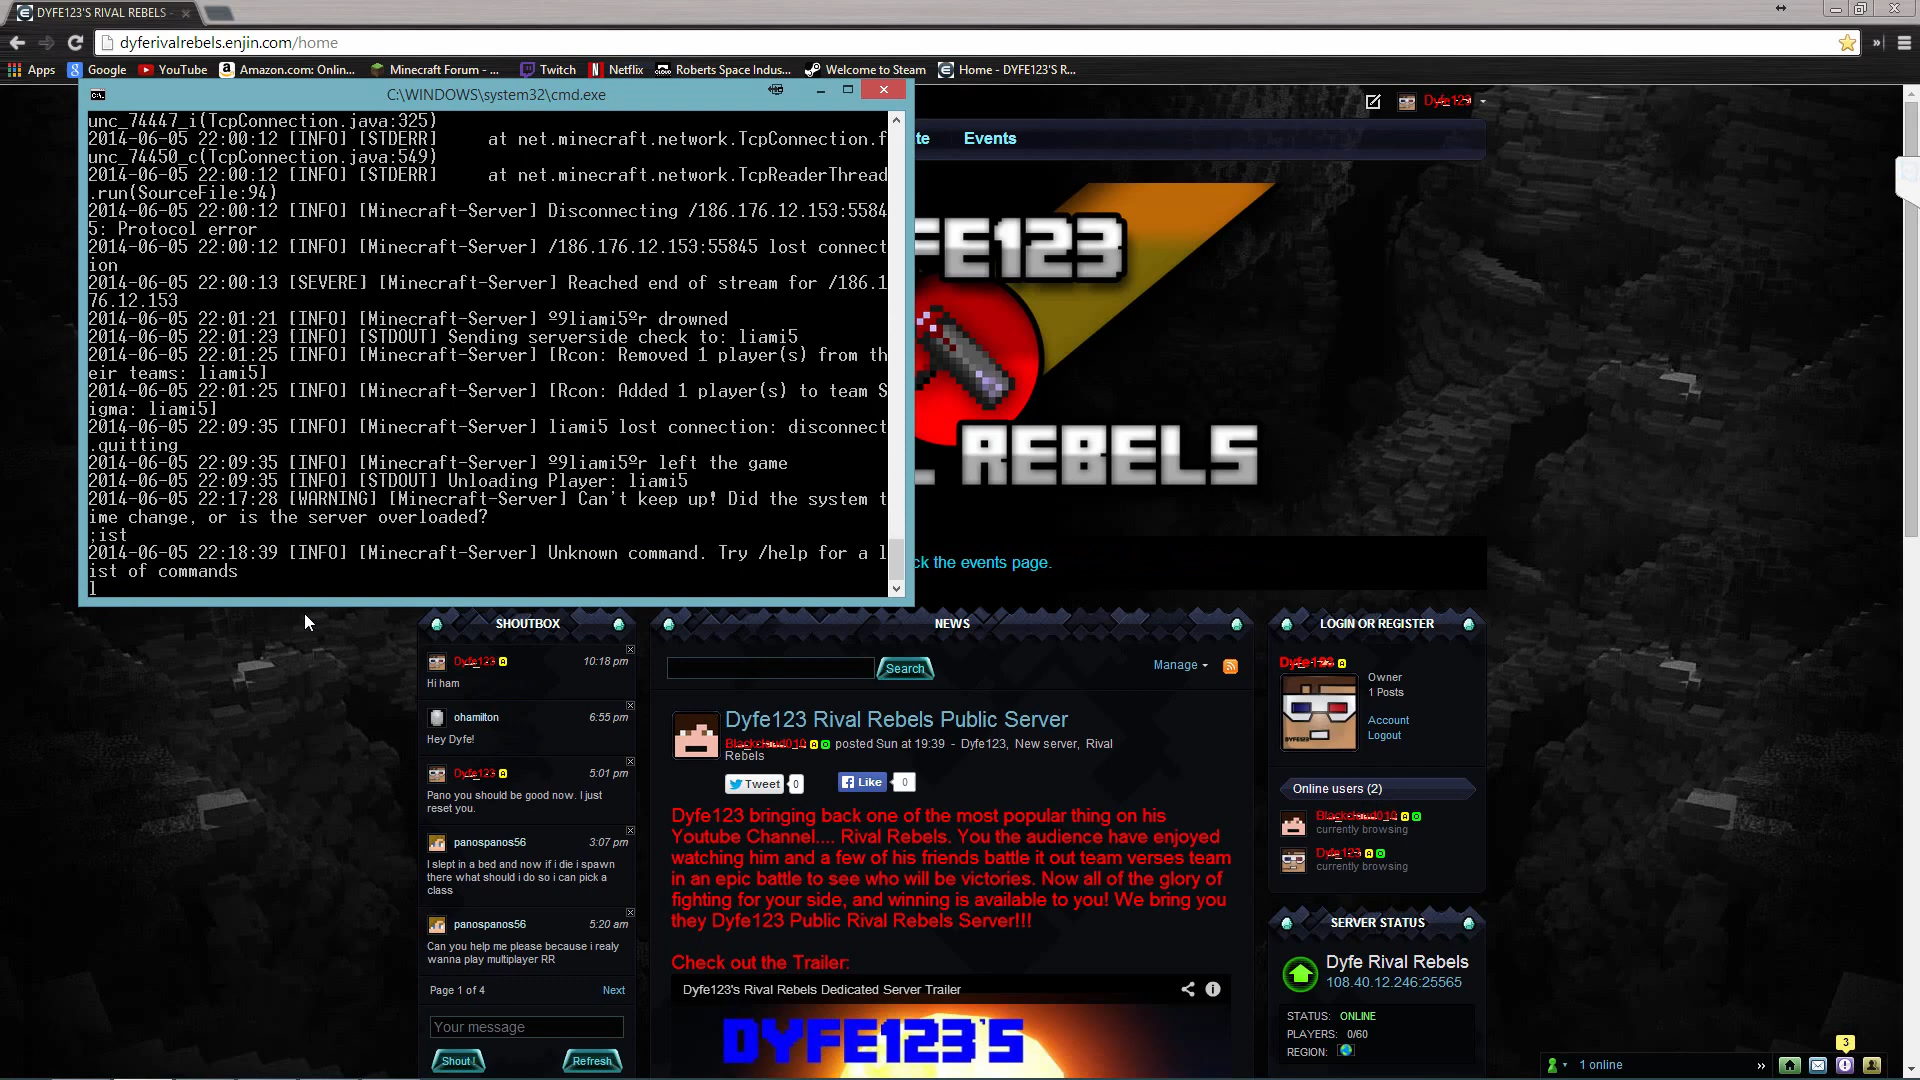 DYFE123'S RIVAL REBELS -
dyferivalrebels.enjin.com/home
Apps
Google
YouTube
Amazon.com: Onlin...
Minecraft Forum - ...
Twitch
Netflix
Roberts Space Indus...
Welcome to Steam
Home - DYFE123'S R...
C:\WINDOWS\system32\cmd.exe
unc_74447_i(TcpConnection.java:325)
2014-06-05 22:00:12 [INFO] [STDERR]     at net.minecraft.network.TcpConnection.f
unc_74450_c(TcpConnection.java:549)
2014-06-05 22:00:12 [INFO] [STDERR]     at net.minecraft.network.TcpReaderThread
.run(SourceFile:94)
2014-06-05 22:00:12 [INFO] [Minecraft-Server] Disconnecting /186.176.12.153:5584
5: Protocol error
2014-06-05 22:00:12 [INFO] [Minecraft-Server] /186.176.12.153:55845 lost connect
ion
2014-06-05 22:00:13 [SEVERE] [Minecraft-Server] Reached end of stream for /186.1
76.12.153
2014-06-05 22:01:21 [INFO] [Minecraft-Server] º9liami5ºr drowned
2014-06-05 22:01:23 [INFO] [STDOUT] Sending serverside check to: liami5
2014-06-05 22:01:25 [INFO] [Minecraft-Server] [Rcon: Removed 1 player(s) from th
eir teams: liami5]
2014-06-05 22:01:25 [INFO] [Minecraft-Server] [Rcon: Added 1 player(s) to team S
igma: liami5]
2014-06-05 22:09:35 [INFO] [Minecraft-Server] liami5 lost connection: disconnect
.quitting
2014-06-05 22:09:35 [INFO] [Minecraft-Server] º9liami5ºr left the game
2014-06-05 22:09:35 [INFO] [STDOUT] Unloading Player: liami5
2014-06-05 22:17:28 [WARNING] [Minecraft-Server] Can't keep up! Did the system t
ime change, or is the server overloaded?
;ist
2014-06-05 22:18:39 [INFO] [Minecraft-Server] Unknown command. Try /help for a l
ist of commands
l
Dyfe123
te
Events
FE123
REBELS
ck the events page.
SHOUTBOX
Dyfe123
10:18 pm
Hi ham
ohamilton
6:55 pm
Hey Dyfe!
Dyfe123
5:01 pm
Pano you should be good now. I just
reset you.
panospanos56
3:07 pm
I slept in a bed and now if i die i spawn
there what should i do so i can pick a
class
panospanos56
5:20 am
Can you help me please because i realy
wanna play multiplayer RR
Page 1 of 4
Next
Your message
Shout!
Refresh
NEWS
Search
Manage
Dyfe123 Rival Rebels Public Server
Blackcloud010 posted Sun at 19:39 - Dyfe123, New server, Rival
Rebels
Tweet
0
Like
0
Dyfe123 bringing back one of the most popular thing on his
Youtube Channel.... Rival Rebels. You the audience have enjoyed
watching him and a few of his friends battle it out team verses team
in an epic battle to see who will be victories. Now all of the glory of
fighting for your side, and winning is available to you! We bring you
they Dyfe123 Public Rival Rebels Server!!!
Check out the Trailer:
Dyfe123's Rival Rebels Dedicated Server Trailer
DYFE123'S
LOGIN OR REGISTER
Dyfe123
Owner
1 Posts
Account
Logout
DYFE123
Online users (2)
Blackcloud010
currently browsing
Dyfe123
currently browsing
SERVER STATUS
Dyfe Rival Rebels
108.40.12.246:25565
STATUS: ONLINE
PLAYERS: 0/60
REGION:
3
1 online